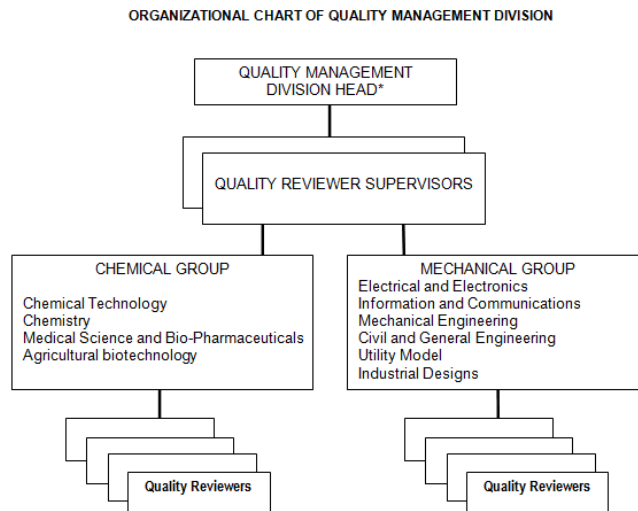 ORGANIZATIONAL CHART OF QUALITY MANAGEMENT DIVISION
QUALITY MANAGEMENT
DIVISION HEAD*
QUALITY REVIEWER SUPERVISORS
CHEMICAL GROUP
Chemical Technology
Chemistry
Medical Science and Bio-Pharmaceuticals
Agricultural biotechnology
MECHANICAL GROUP
Electrical and Electronics
Information and Communications
Mechanical Engineering
Civil and General Engineering
Utility Model
Industrial Designs
Quality Reviewers
Quality Reviewers